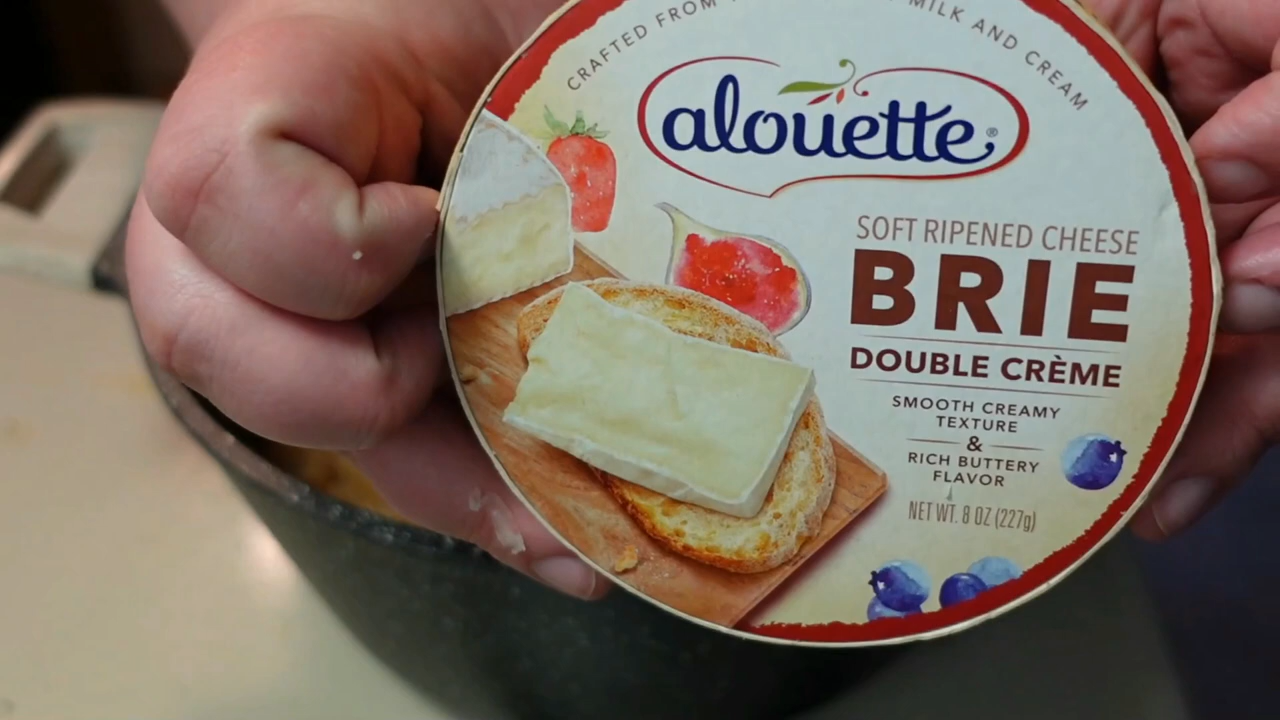 CRAFTED FROM MILK AND CREAM
alouette®
SOFT RIPENED CHEESE
BRIE
DOUBLE CRÈME
SMOOTH CREAMY
TEXTURE
&
RICH BUTTERY
FLAVOR
NET WT. 8 OZ (227g)